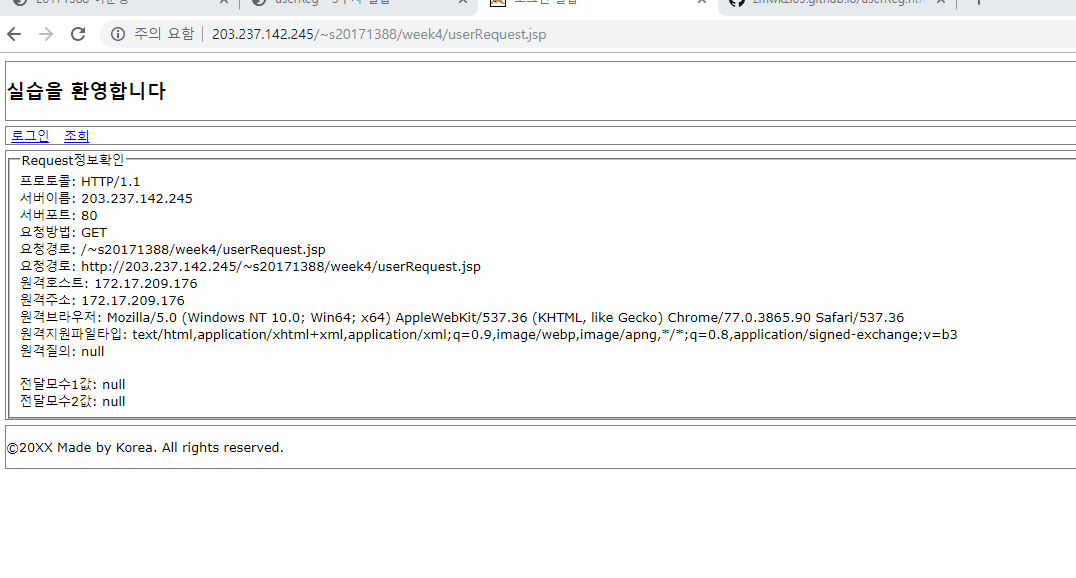 주의 요함 | 203.237.142.245/~s20171388/week4/userRequest.jsp
실습을 환영합니다
로그인 조회
Request정보확인
프로토콜: HTTP/1.1
서버이름: 203.237.142.245
서버포트: 80
요청방법: GET
요청경로: /~s20171388/week4/userRequest.jsp
요청경로: http://203.237.142.245/~s20171388/week4/userRequest.jsp
원격호스트: 172.17.209.176
원격주소: 172.17.209.176
원격브라우저: Mozilla/5.0 (Windows NT 10.0; Win64; x64) AppleWebKit/537.36 (KHTML, like Gecko) Chrome/77.0.3865.90 Safari/537.36
원격지원파일타입: text/html,application/xhtml+xml,application/xml;q=0.9,image/webp,image/apng,*/*;q=0.8,application/signed-exchange;v=b3
원격질의: null
전달모수1값: null
전달모수2값: null
©20XX Made by Korea. All rights reserved.